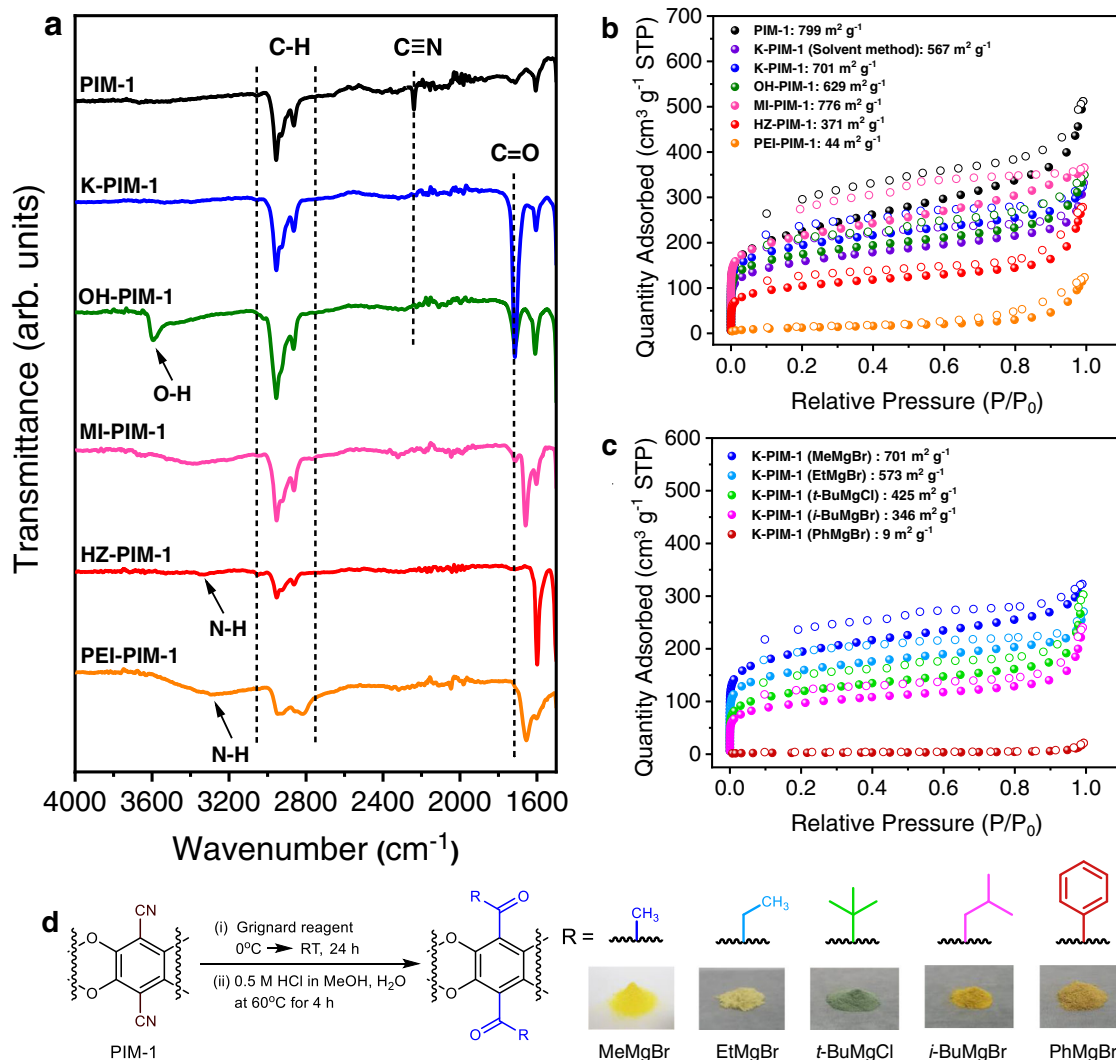 a
C-H
C≡N
PIM-1
C=O
K-PIM-1
OH-PIM-1
O-H
MI-PIM-1
HZ-PIM-1
N-H
PEI-PIM-1
N-H
Transmittance (arb. units)
4000 3600 3200 2800 2400 2000 1600
Wavenumber (cm-1)
b
PIM-1: 799 m2 g-1
K-PIM-1 (Solvent method): 567 m2 g-1
K-PIM-1: 701 m2 g-1
OH-PIM-1: 629 m2 g-1
MI-PIM-1: 776 m2 g-1
HZ-PIM-1: 371 m2 g-1
PEI-PIM-1: 44 m2 g-1
Quantity Adsorbed (cm3 g-1 STP)
700
600
500
400
300
200
100
0
0.0 0.2 0.4 0.6 0.8 1.0
Relative Pressure (P/P0)
c
K-PIM-1 (MeMgBr) : 701 m2 g-1
K-PIM-1 (EtMgBr) : 573 m2 g-1
K-PIM-1 (t-BuMgCl) : 425 m2 g-1
K-PIM-1 (i-BuMgBr) : 346 m2 g-1
K-PIM-1 (PhMgBr) : 9 m2 g-1
Quantity Adsorbed (cm3 g-1 STP)
600
500
400
300
200
100
0
0.0 0.2 0.4 0.6 0.8 1.0
Relative Pressure (P/P0)
d
CN
O
O
CN
PIM-1
(i) Grignard reagent
0oC → RT, 24 h
(ii) 0.5 M HCl in MeOH, H2O
at 60oC for 4 h
R O
O
O
O R
R =
CH3
CH3
MeMgBr EtMgBr t-BuMgCl i-BuMgBr PhMgBr